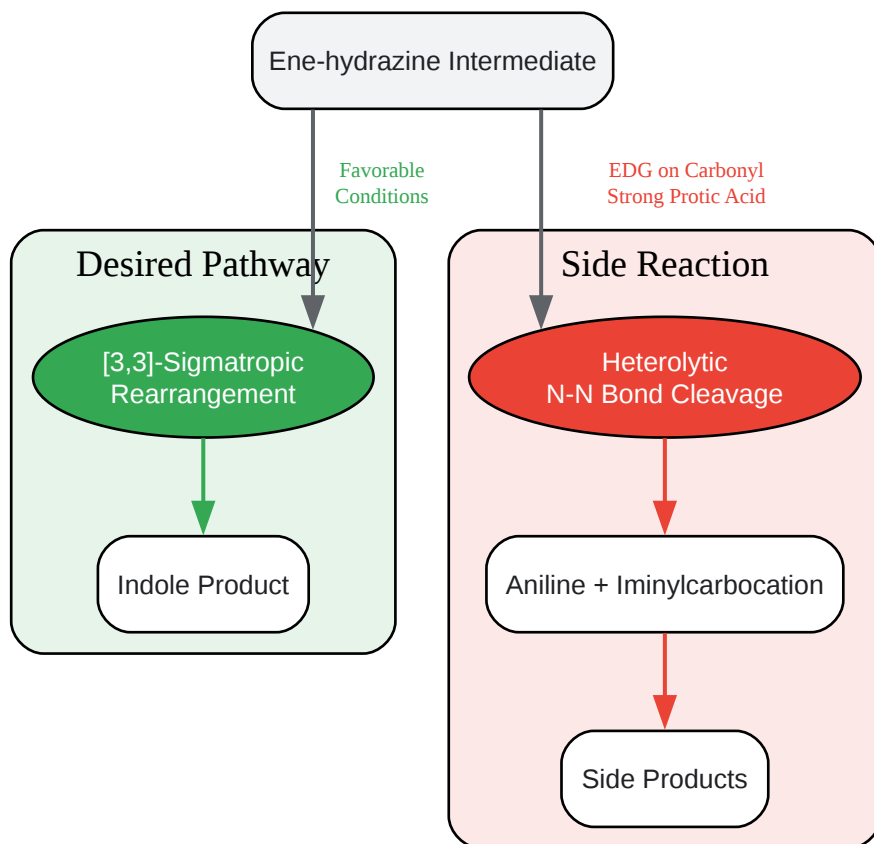 Ene-hydrazine Intermediate
Favorable
Conditions
EDG on Carbonyl
Strong Protic Acid
Desired Pathway
Side Reaction
[3,3]-Sigmatropic
Rearrangement
Heterolytic
N-N Bond Cleavage
Indole Product
Aniline + Iminylcarbocation
Side Products